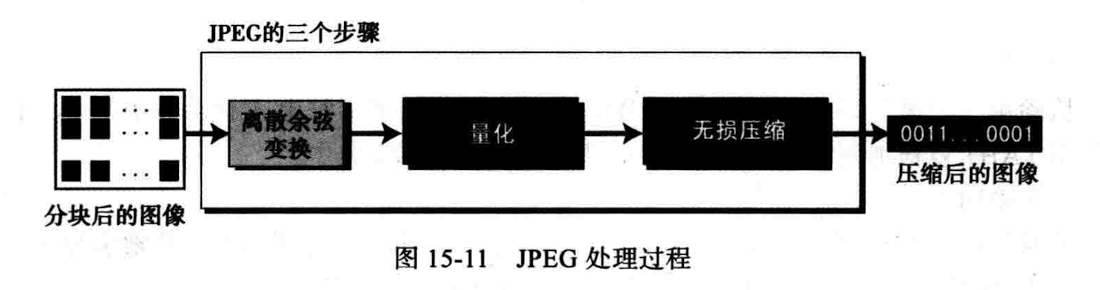 JPEG的三个步骤
离散余弦
变换
量化
无损压缩
0011...0001
分块后的图像
压缩后的图像
图 15-11 JPEG 处理过程